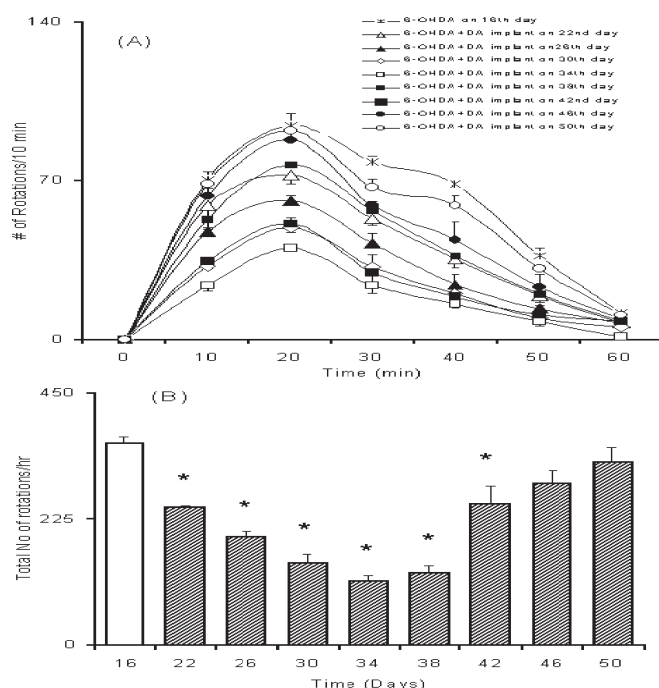 140
(A)
6-OHDA on 16th day
6-OHDA+DA implant on 22nd day
6-OHDA+DA implant on26th day
6-OHDA+DA implant on 30th day
6-OHDA+DA implant on 34th day
6-OHDA+DA implant on 38th day
6-OHDA+DA implant on 42nd day
6-OHDA+DA implant on 46th day
6-OHDA+DA implant on 50th day
# of Rotations/10 min
70
0
0 10 20 30 40 50 60
Time (min)
450
(B)
Total No of rotations/hr
* * * * * *
225
0
16 22 26 30 34 38 42 46 50
Time (Days)